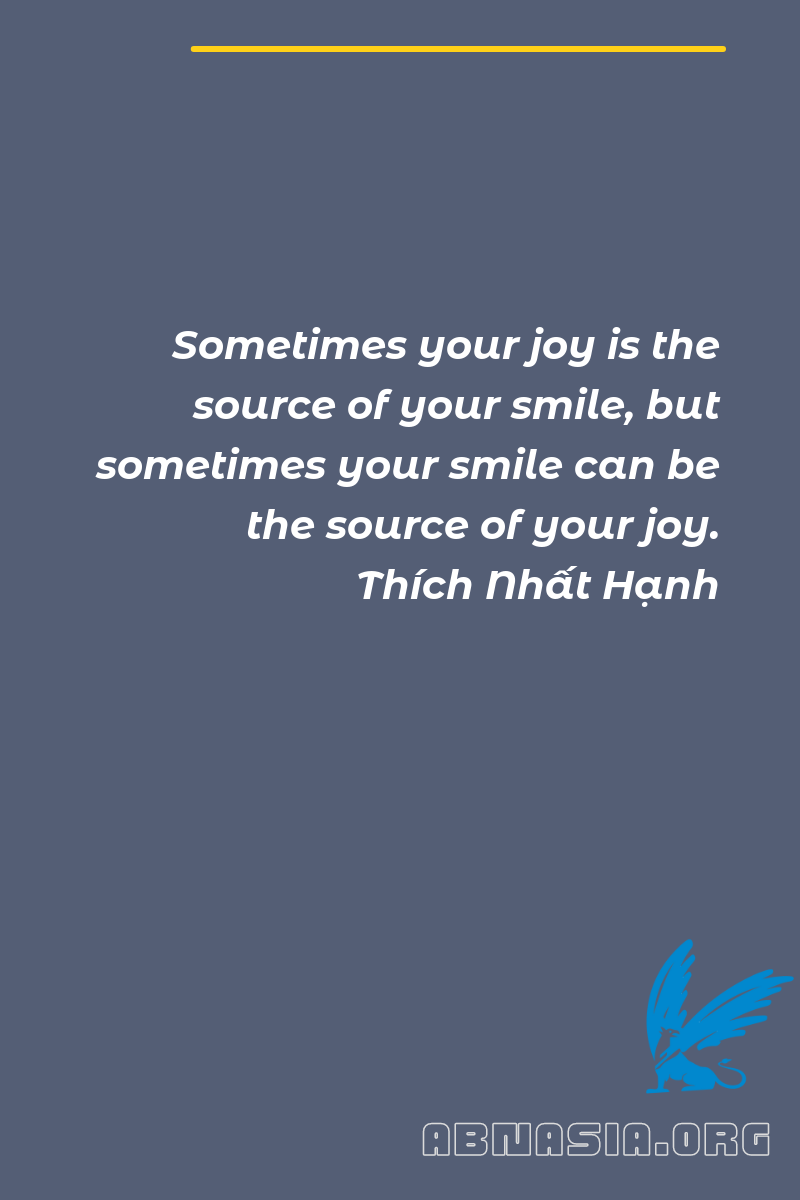 Sometimes your joy is the
source of your smile, but
sometimes your smile can be
the source of your joy.
Thích Nhất Hạnh
ABNASIA.ORG